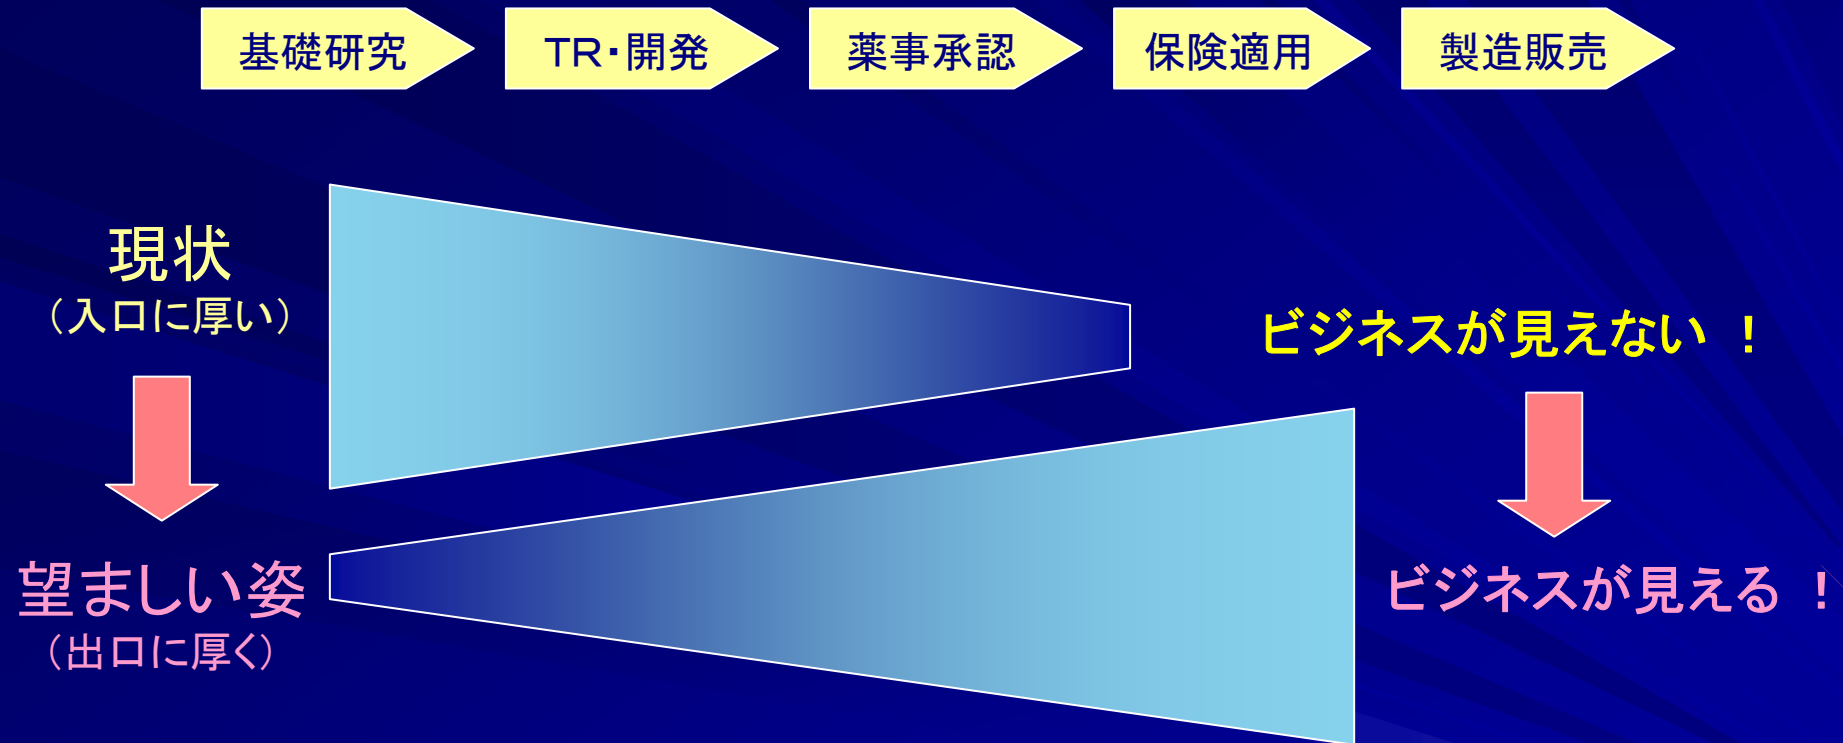 基礎研究
ＴＲ・開発
薬事承認
保険適用
製造販売
現状
（入口に厚い）
ビジネスが見えない ！
望ましい姿
（出口に厚く）
ビジネスが見える ！